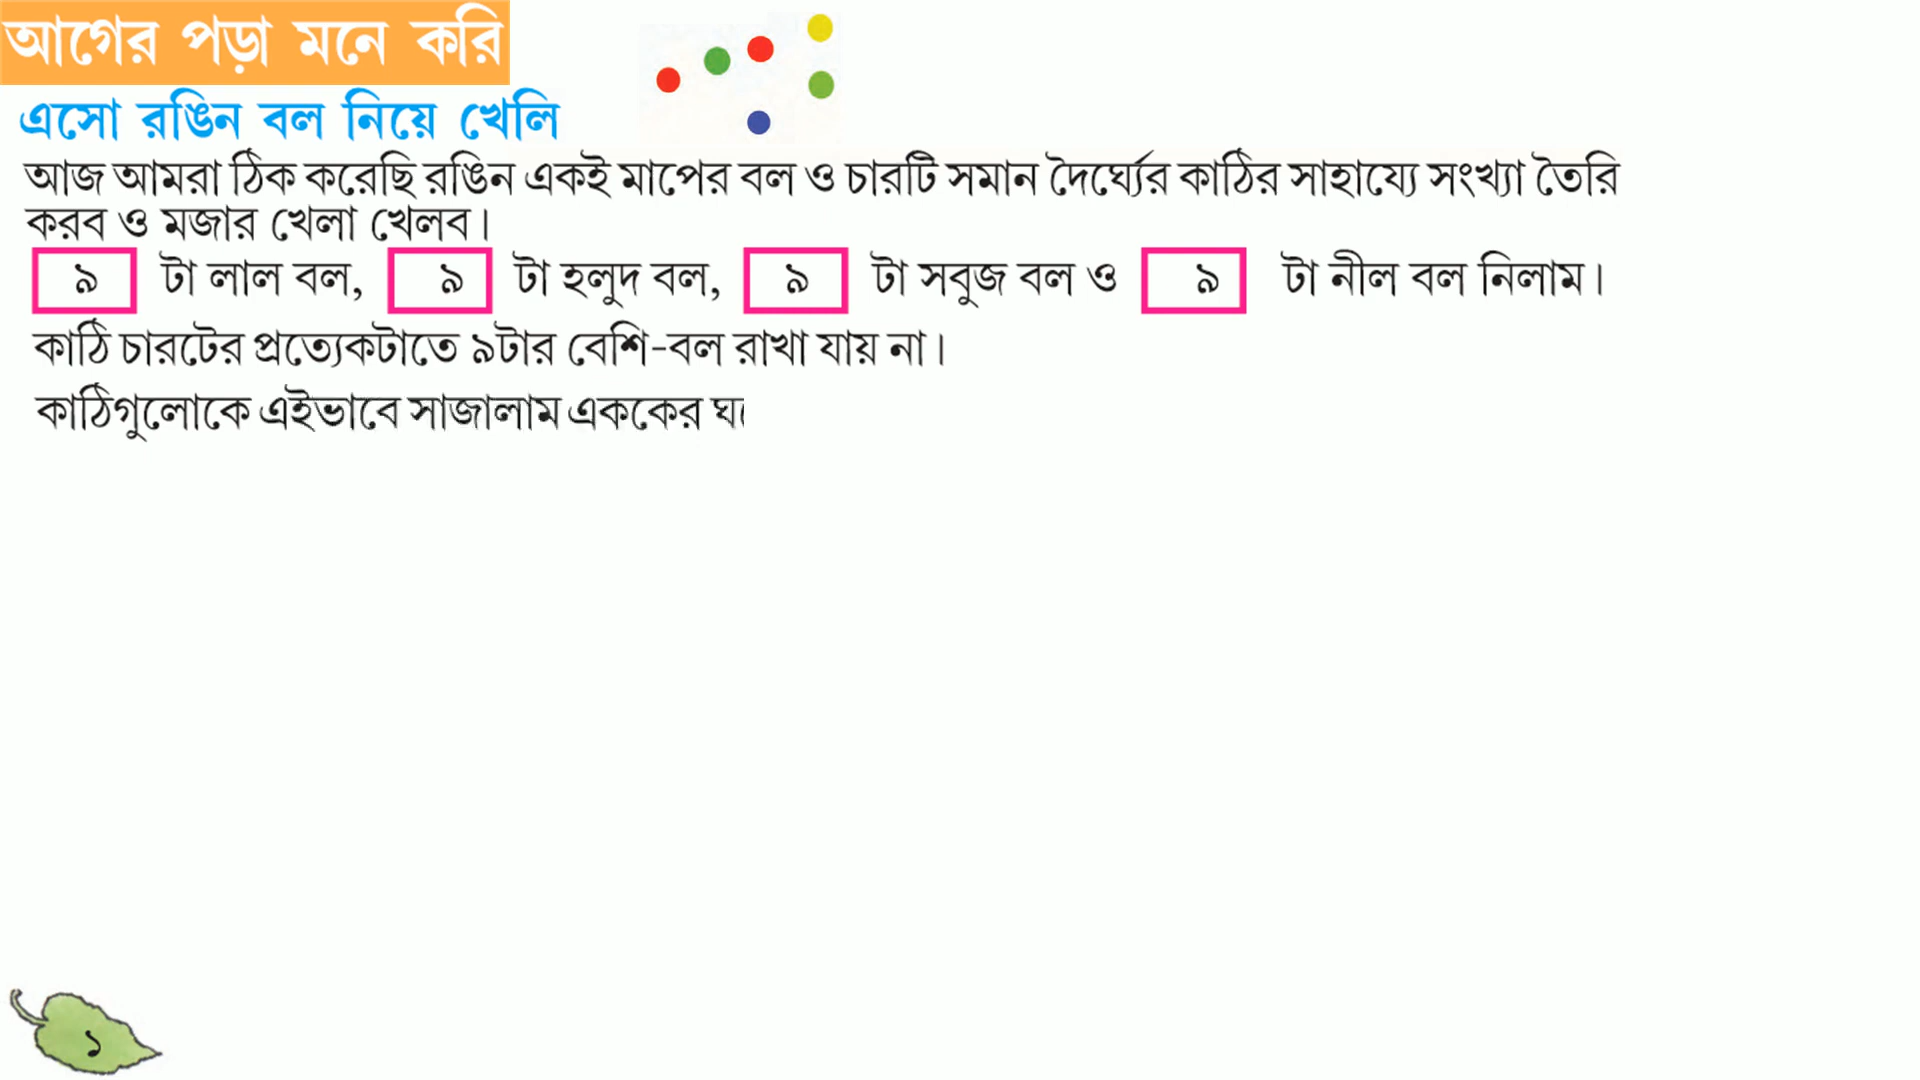 আগের পড়া মনে করি
এসো রঙিন বল নিয়ে খেলি
আজ আমরা ঠিক করেছি রঙিন একই মাপের বল ও চারটি সমান দৈর্ঘ্যের কাঠির সাহায্যে সংখ্যা তৈরি
করব ও মজার খেলা খেলব।
৯ টা লাল বল, ৯ টা হলুদ বল, ৯ টা সবুজ বল ও ৯ টা নীল বল নিলাম।
কাঠি চারটের প্রত্যেকটাতে ৯টার বেশি-বল রাখা যায় না।
কাঠিগুলোকে এইভাবে সাজালাম এককের
১